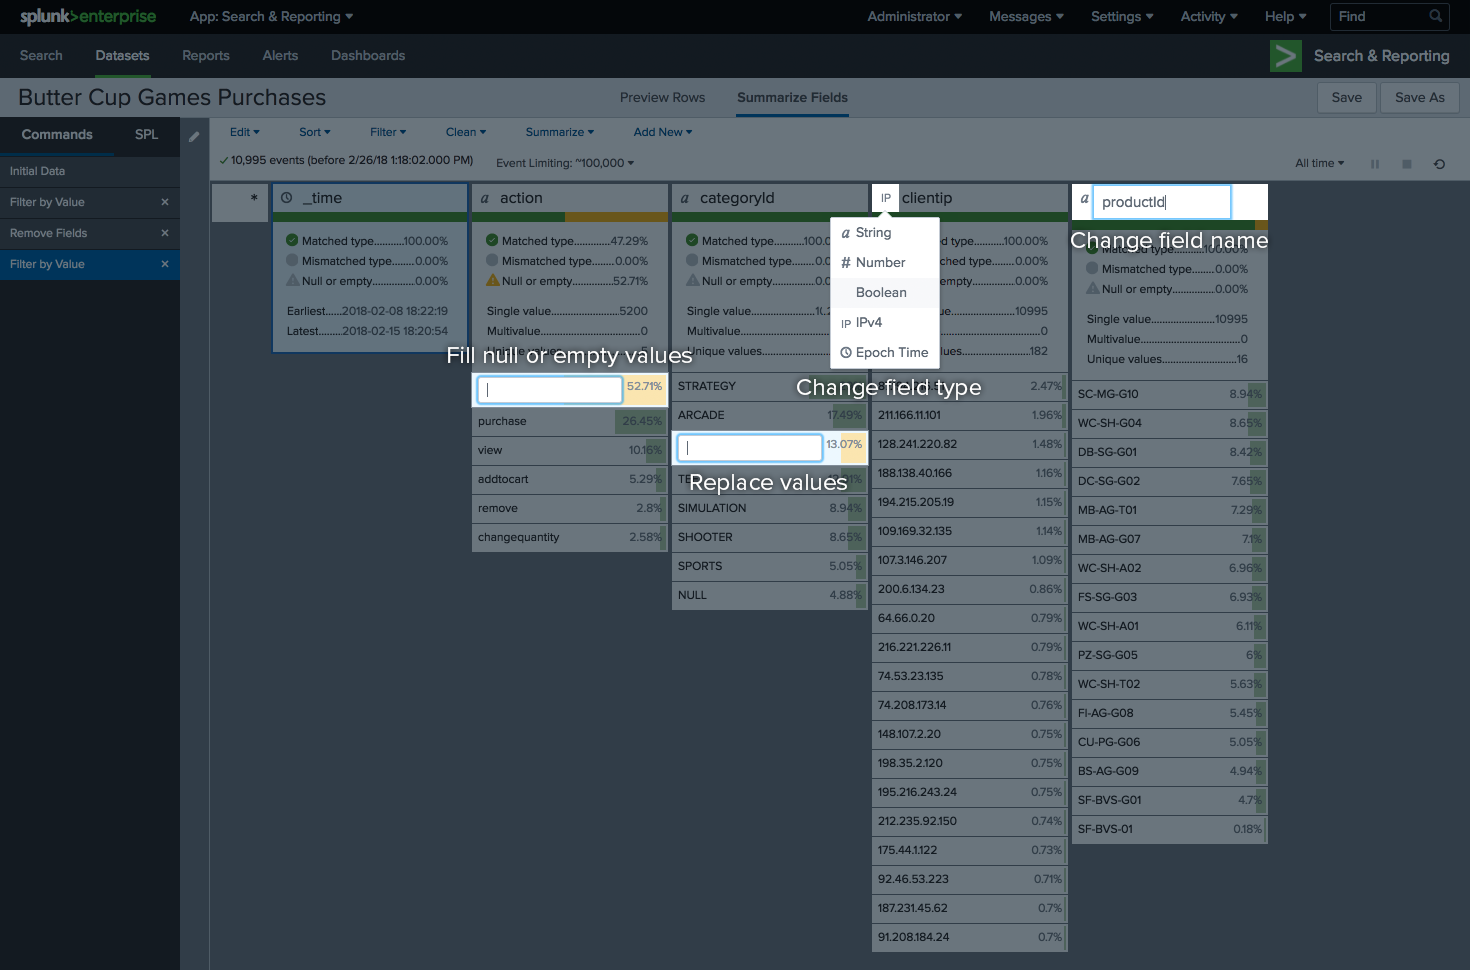 splunk>enterprise App: Search & Reporting Administrator Messages Settings Activity Help Find
Search Datasets Reports Alerts Dashboards Search & Reporting
Butter Cup Games Purchases Preview Rows Summarize Fields Save Save As
Commands SPL Edit Sort Filter Clean Summarize Add New
10,995 events (before 2/26/18 1:18:02.000 PM) Event Limiting: ~100,000 All time
Initial Data
Filter by Value
Remove Fields
Filter by Value
*
_time
Matched type...........100.00%
Mismatched type...0.00%
Null or empty..........0.00%
Earliest.......2018-02-08 18:22:19
Latest.......2018-02-15 18:20:54
a action
Matched type...........47.29%
Mismatched type...0.00%
Null or empty..........52.71%
Single value...........5200
Multivalue...........0
Fill null or empty values
52.71%
purchase 26.45%
view 10.16%
addtocart 5.29%
remove 2.8%
changequantity 2.58%
a categoryId
Matched type
Mismatched type
Null or empty
Single value
Multivalue
Unique values
STRATEGY
ARCADE 17.49%
13.07%
Replace values
SIMULATION 8.94%
SHOOTER 8.65%
SPORTS 5.05%
NULL 4.88%
IP clientip
a String
# Number
Boolean
IP IPv4
Epoch Time
100.00%
0.00%
0.00%
10995
0
182
Change field type
2.47%
211.166.11.101 1.96%
128.241.220.82 1.48%
188.138.40.166 1.16%
194.215.205.19 1.15%
109.169.32.135 1.14%
107.3.146.207 1.09%
200.6.134.23 0.86%
64.66.0.20 0.79%
216.221.226.11 0.79%
74.53.23.135 0.78%
74.208.173.14 0.76%
148.107.2.20 0.75%
198.35.2.120 0.75%
195.216.243.24 0.75%
212.235.92.150 0.74%
175.44.1.122 0.73%
92.46.53.223 0.71%
187.231.45.62 0.7%
91.208.184.24 0.7%
a productId
Change field name
Matched type...........100.00%
Mismatched type...0.00%
Null or empty..........0.00%
Single value...........10995
Multivalue...........0
Unique values...........16
SC-MG-G10 8.94%
WC-SH-G04 8.65%
DB-SG-G01 8.42%
DC-SG-G02 7.65%
MB-AG-T01 7.29%
MB-AG-G07 7.1%
WC-SH-A02 6.96%
FS-SG-G03 6.93%
WC-SH-A01 6.11%
PZ-SG-G05 6%
WC-SH-T02 5.63%
FI-AG-G08 5.45%
CU-PG-G06 5.05%
BS-AG-G09 4.94%
SF-BVS-G01 4.7%
SF-BVS-01 0.18%